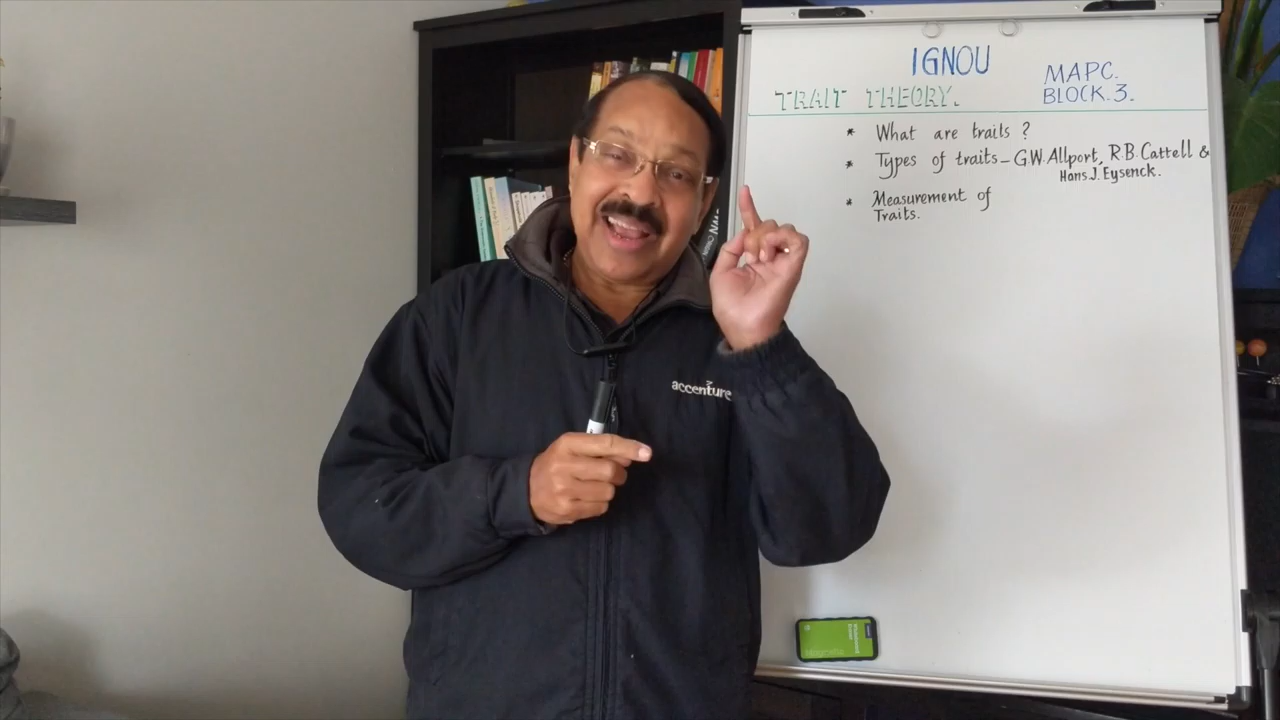 IGNOU
MAPC.
BLOCK.3.
TRAIT THEORY.
* What are traits ?
* Types of traits – G.W. Allport, R.B. Cattell &
Hans.J. Eysenck.
* Measurement of
Traits.
accenture